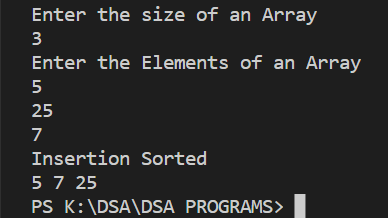 Enter the size of an Array
3
Enter the Elements of an Array
5
25
7
Insertion Sorted
5 7 25
PS K:\DSA\DSA PROGRAMS>